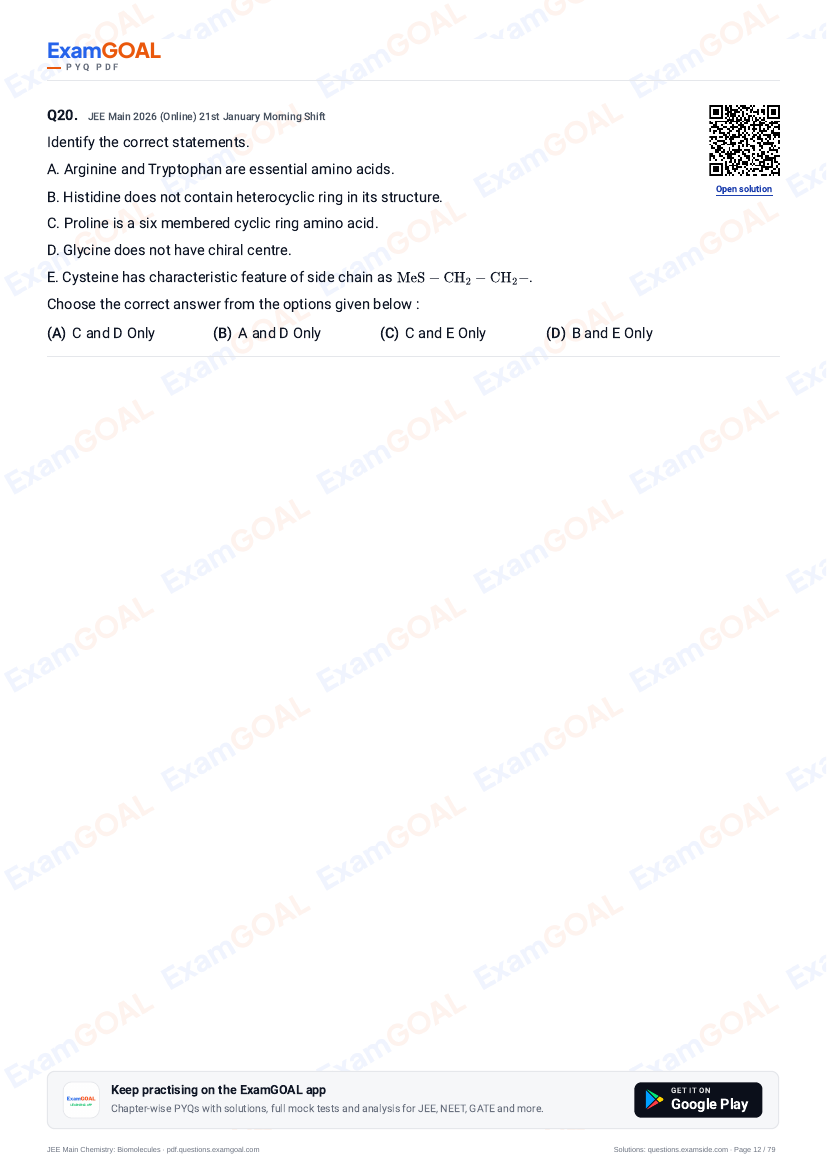 ExamGOAL
PYQ PDF
Q20. JEE Main 2026 (Online) 21st January Morning Shift
Identify the correct statements.
A. Arginine and Tryptophan are essential amino acids.
B. Histidine does not contain heterocyclic ring in its structure.
C. Proline is a six membered cyclic ring amino acid.
D. Glycine does not have chiral centre.
E. Cysteine has characteristic feature of side chain as MeS − CH₂ − CH₂−.
Choose the correct answer from the options given below :
(A) C and D Only (B) A and D Only (C) C and E Only (D) B and E Only
Open solution
Keep practising on the ExamGOAL app
Chapter-wise PYQs with solutions, full mock tests and analysis for JEE, NEET, GATE and more.
GET IT ON
Google Play
JEE Main Chemistry: Biomolecules · pdf.questions.examgoal.com
Solutions: questions.examside.com · Page 12 / 79